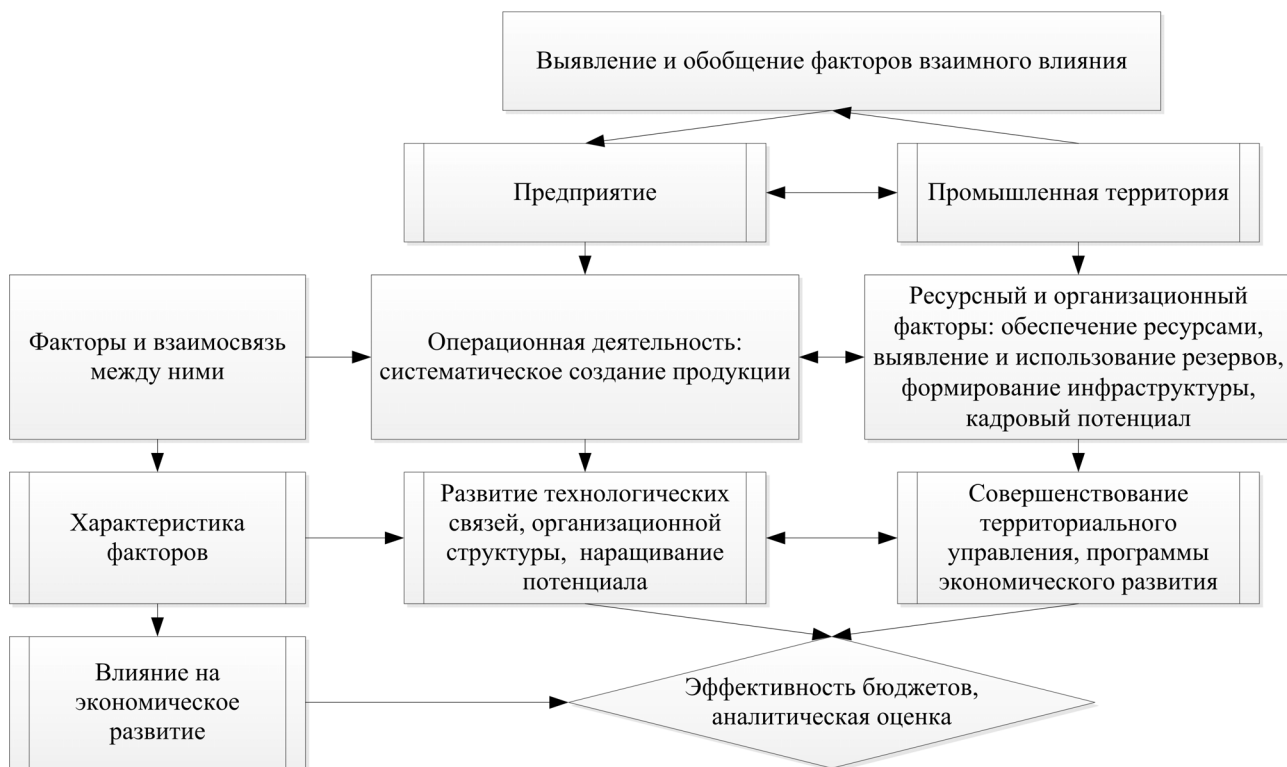 Выявление и обобщение факторов взаимного влияния
Предприятие
Промышленная территория
Факторы и взаимосвязь
между ними
Операционная деятельность:
систематическое создание продукции
Ресурсный и организационный
факторы: обеспечение ресурсами,
выявление и использование резервов,
формирование инфраструктуры,
кадровый потенциал
Характеристика
факторов
Развитие технологических
связей, организационной
структуры, наращивание
потенциала
Совершенствование
территориального
управления, программы
экономического развития
Влияние на
экономическое
развитие
Эффективность бюджетов,
аналитическая оценка